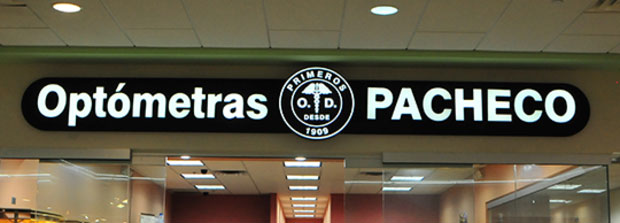 Optómetras
PRIMEROS
O. D.
DESDE
1909
PACHECO